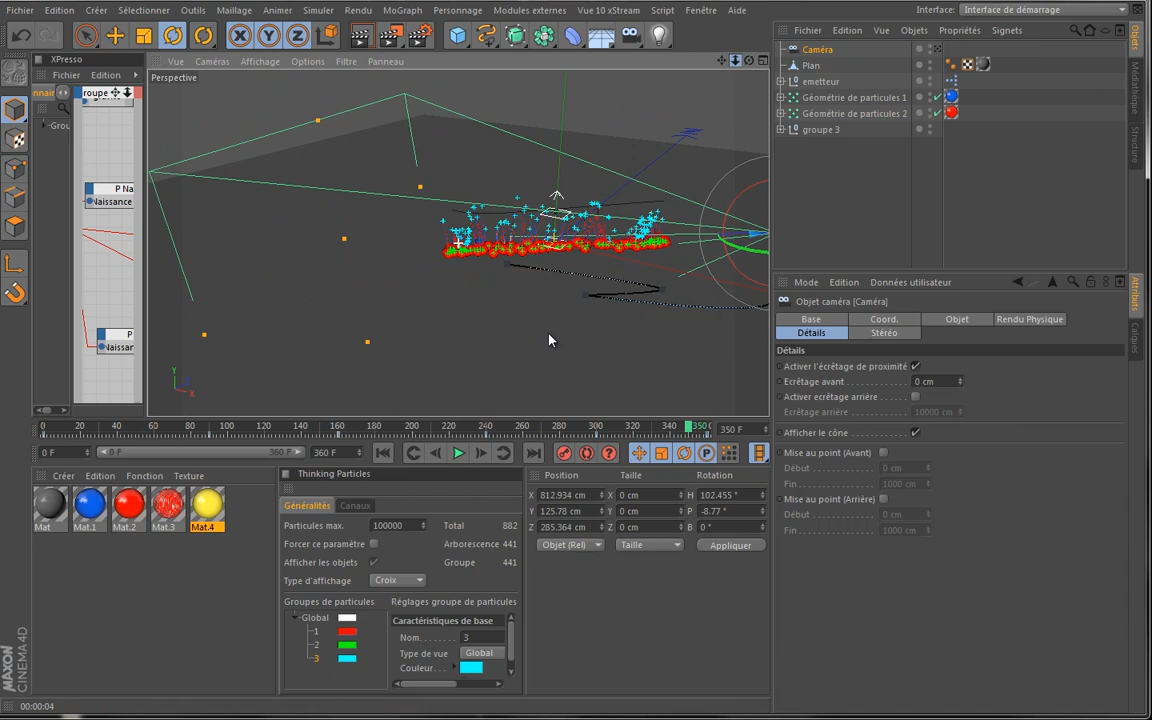 Fichier Edition Créer Sélectionner Outils Maillage Animer Simuler Rendu MoGraph Personnage Modules externes Vue 10 xStream Script Fenêtre Aide Interface: Interface de démarrage
XPresso
Fichier Edition
nnair roupe
Grou
P Na
Naissance
P
Naissan
Vue Caméras Affichage Options Filtre Panneau
Perspective
Y
X
Fichier Edition Vue Objets Propriétés Signets
Caméra
Plan
emetteur
Géométrie de particules 1
Géométrie de particules 2
groupe 3
Objets
Médiathèque
Structure
Mode Edition Données utilisateur
Objet caméra [Caméra]
Base Coord. Objet Rendu Physique
Détails Stéréo
Détails
Activer l'écrêtage de proximité
Ecrêtage avant 0 cm
Activer ecrêtage arrière
Ecrêtage arrière 10000 cm
Afficher le cône
Mise au point (Avant)
Début 0 cm
Fin 1000 cm
Mise au point (Arrière)
Début 0 cm
Fin 1000 cm
Attributs
Calques
0 20 40 60 80 100 120 140 160 180 200 220 240 260 280 300 320 340 350 350 F
0 F 0 F 360 F 360 F
Créer Edition Fonction Texture
Mat Mat.1 Mat.2 Mat.3 Mat.4
Thinking Particles
Généralités Canaux
Particules max. 100000 Total 882
Forcer ce paramètre Arborescence 441
Afficher les objets Groupe 441
Type d'affichage Croix
Groupes de particules Réglages groupe de particules
Global
1
2
3
Caractéristiques de base
Nom 3
Type de vue Global
Couleur
Position Taille Rotation
X 812.934 cm X 0 cm H 102.455 °
Y 125.78 cm Y 0 cm P -8.77 °
Z 285.364 cm Z 0 cm B 0 °
Objet (Rel) Taille Appliquer
MAXON
CINEMA 4D
00:00:04